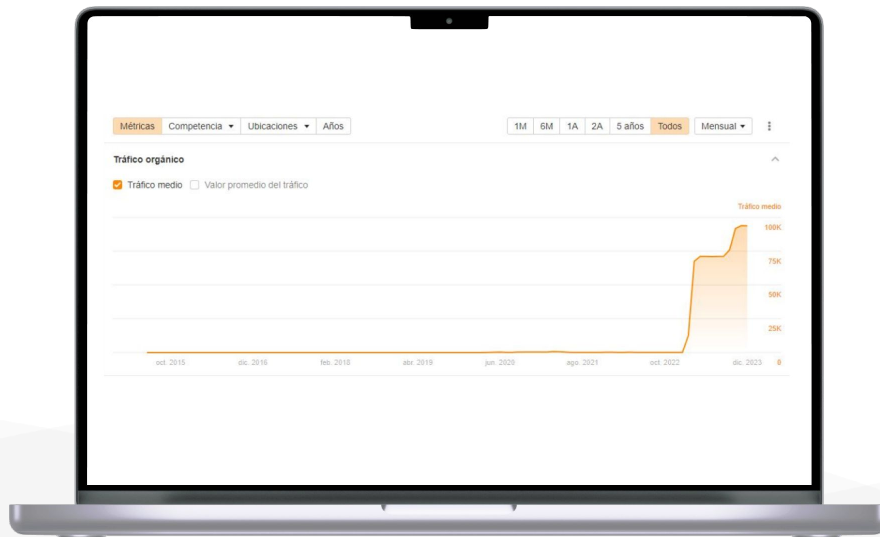 Métricas Competencia Ubicaciones Años 1M 6M 1A 2A 5 años Todos Mensual
Tráfico orgánico
Tráfico medio Valor promedio del tráfico
Tráfico medio
100K
75K
50K
25K
oct. 2015 dic. 2016 feb. 2018 abr. 2019 jun. 2020 ago. 2021 oct. 2022 dic. 2023 0